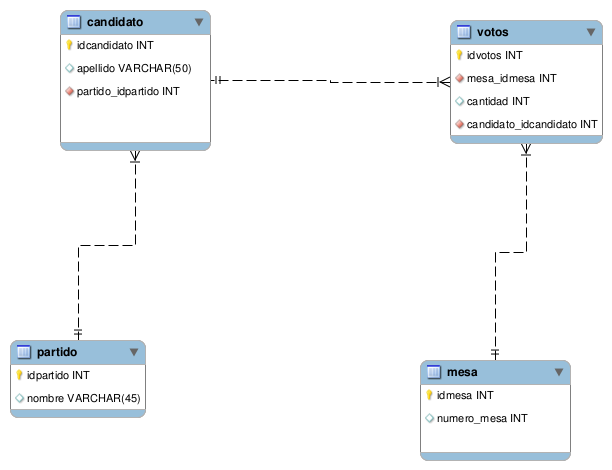 candidato
idcandidato INT
apellido VARCHAR(50)
partido_idpartido INT
votos
idvotos INT
mesa_idmesa INT
cantidad INT
candidato_idcandidato INT
partido
idpartido INT
nombre VARCHAR(45)
mesa
idmesa INT
numero_mesa INT